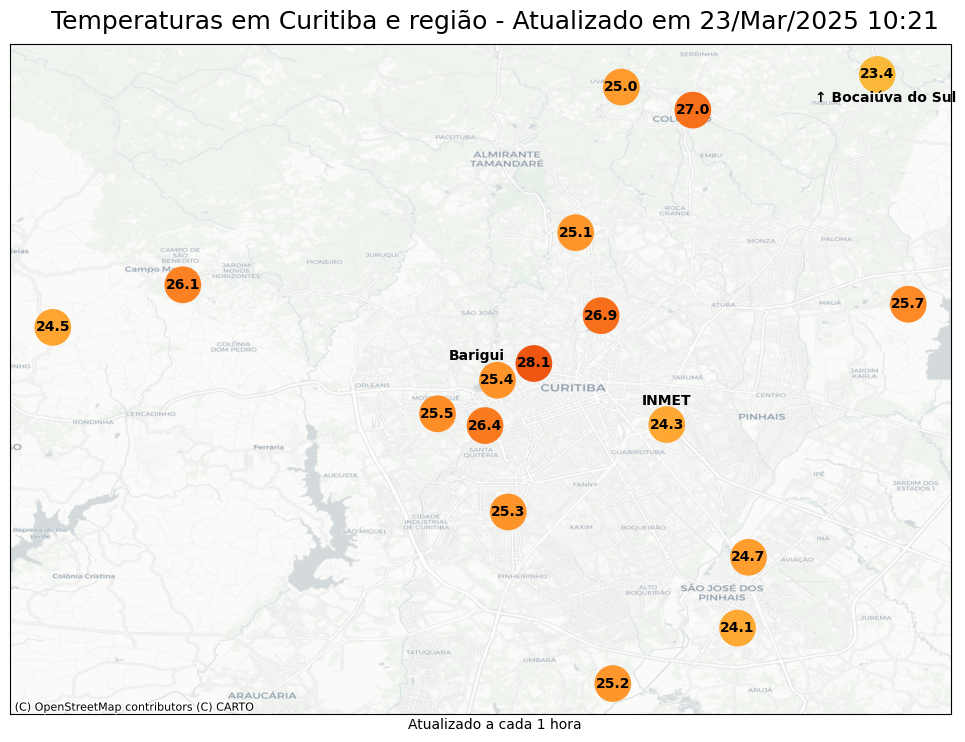 Temperaturas em Curitiba e região - Atualizado em 23/Mar/2025 10:21
SERRINHA
23.4
25.0
↑ Bocaiúva do Sul
27.0
PACOTUBA
ALMIRANTE
TAMANDARÉ
EMBU
ROÇA
GRANDE
25.1
MONZA
PALOMA
CAMPO DE
SÃO
BENEDITO
JURUQUI
PIONEIRO
JARDIM
NOVOS
HORIZONTES
26.1
25.7
MAUÁ
ATUBA
SÃO JOÃO
26.9
24.5
COLÔNIA
DOM PEDRO
Barigui
28.1
JARDIM
KARLA
TARUMÃ
25.4
ORLEANS
CURITIBA
CENTRO
INMET
25.5
CERCADINHO
RONDINHA
PINHAIS
26.4
24.3
Ferraria
SANTA
QUITÉRIA
GUABIROTUBA
AUGUSTA
IPÊ
FANNY
JARDIM DOS
ESTADOS I
25.3
CIDADE
INDUSTRIAL
DE CURITIBA
SÃO MIGUEL
XAXIM
BOQUEIRÃO
Represa do Rio
Verde
INÁ
24.7
AVIAÇÃO
Colônia Cristina
PINHEIRINHO
ALTO
BOQUEIRÃO
SÃO JOSÉ DOS
PINHAIS
JUREMA
24.1
TATUQUARA
UMBARÁ
25.2
ARUJÁ
ARAUCÁRIA
(C) OpenStreetMap contributors (C) CARTO
Atualizado a cada 1 hora